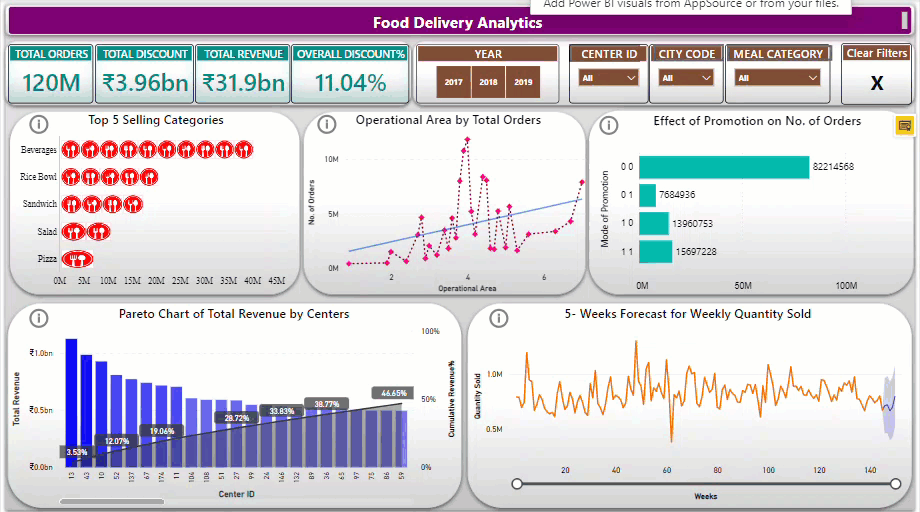 Add Power BI visuals from AppSource or from your files.
Food Delivery Analytics
TOTAL ORDERS
120M
TOTAL DISCOUNT
₹3.96bn
TOTAL REVENUE
₹31.9bn
OVERALL DISCOUNT%
11.04%
YEAR
2017 2018 2019
CENTER ID
All
CITY CODE
All
MEAL CATEGORY
All
Clear Filters
X
Top 5 Selling Categories
Beverages
Rice Bowl
Sandwich
Salad
Pizza
0M 5M 10M 15M 20M 25M 30M 35M 40M 45M
Operational Area by Total Orders
No. of Orders
10M
5M
0M
2 4 6
Operational Area
Effect of Promotion on No. of Orders
Mode of Promotion
0 0 82214568
0 1 7684936
1 0 13960753
1 1 15697228
0M 50M 100M
Pareto Chart of Total Revenue by Centers
Total Revenue
₹1.0bn
₹0.5bn
₹0.0bn
3.53%
12.07%
19.06%
28.72%
33.83%
38.77%
46.65%
100%
50%
0%
Cumulative Revenue%
13 43 10 52 137 67 174 11 104 106 108 51 27 99 24 146 132 89 36 65 97 75 86 59
Center ID
5- Weeks Forecast for Weekly Quantity Sold
Quantity Sold
1.0M
0.5M
20 40 60 80 100 120 140
Weeks